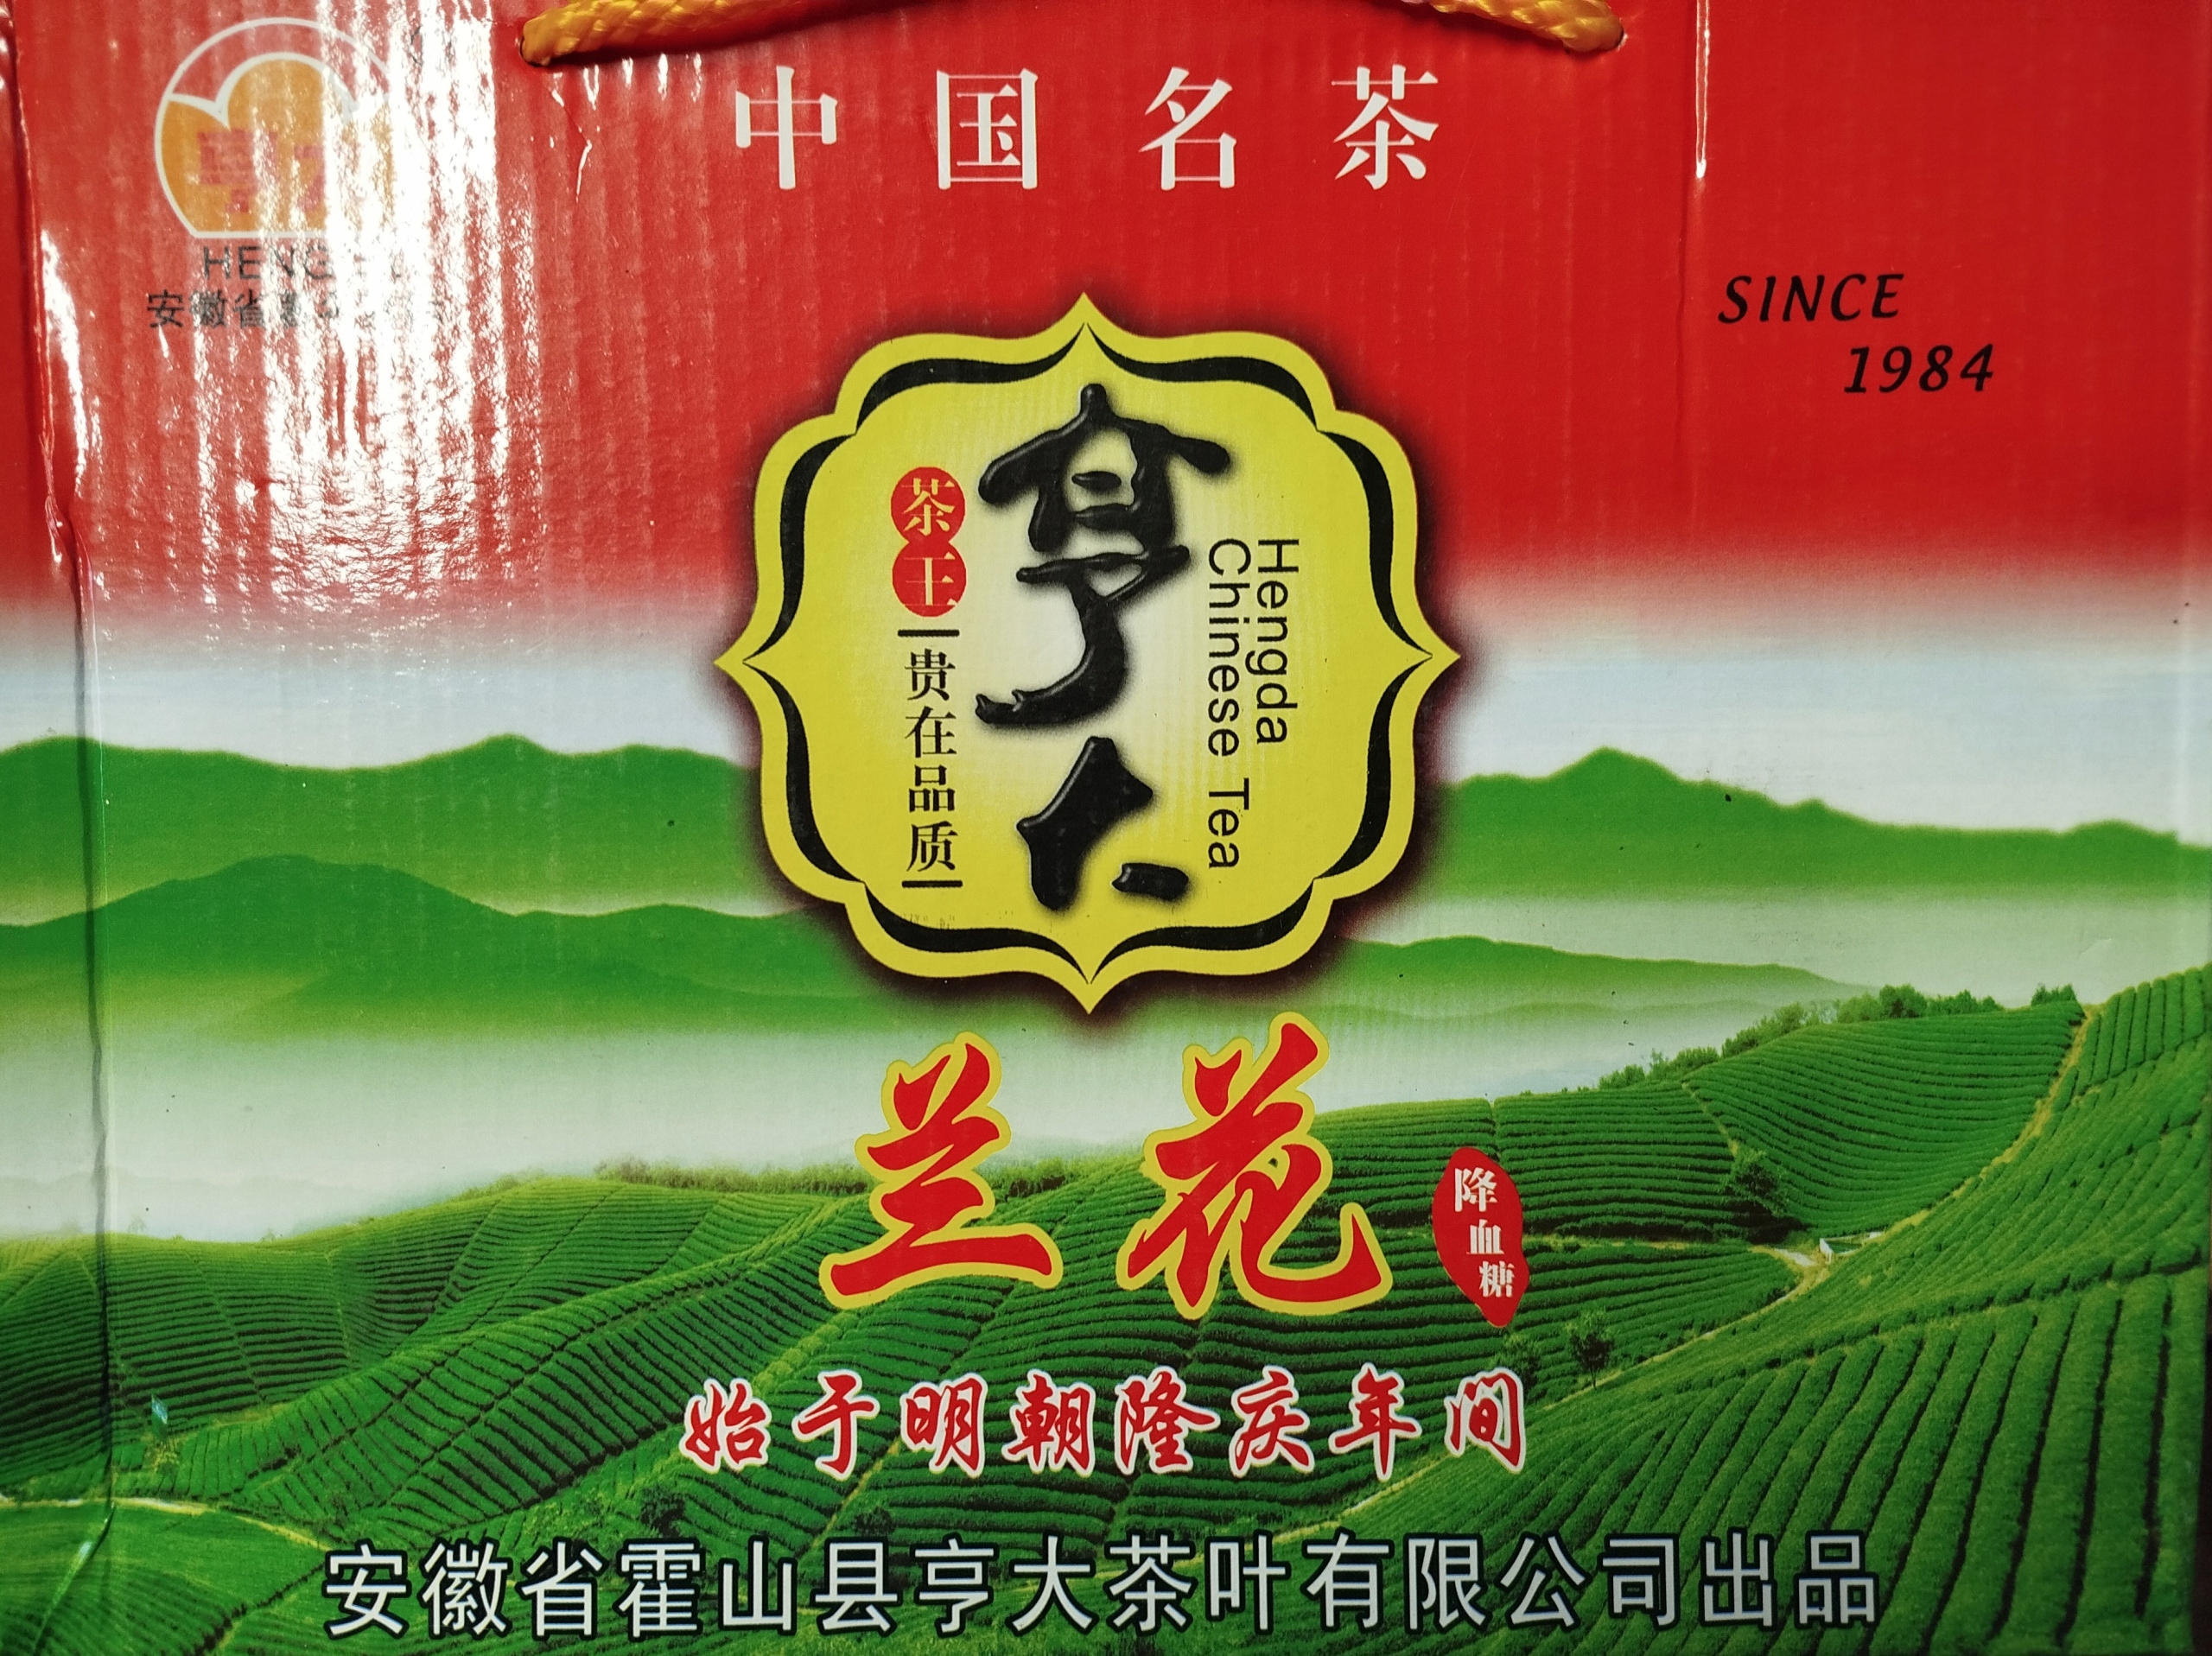 中国名茶
HENG
安徽省霍
SINCE
1984
亨大
Hengda
Chinese Tea
茶王
贵在品质
兰花
降血糖
始于明朝隆庆年间
安徽省霍山县亨大茶叶有限公司出品